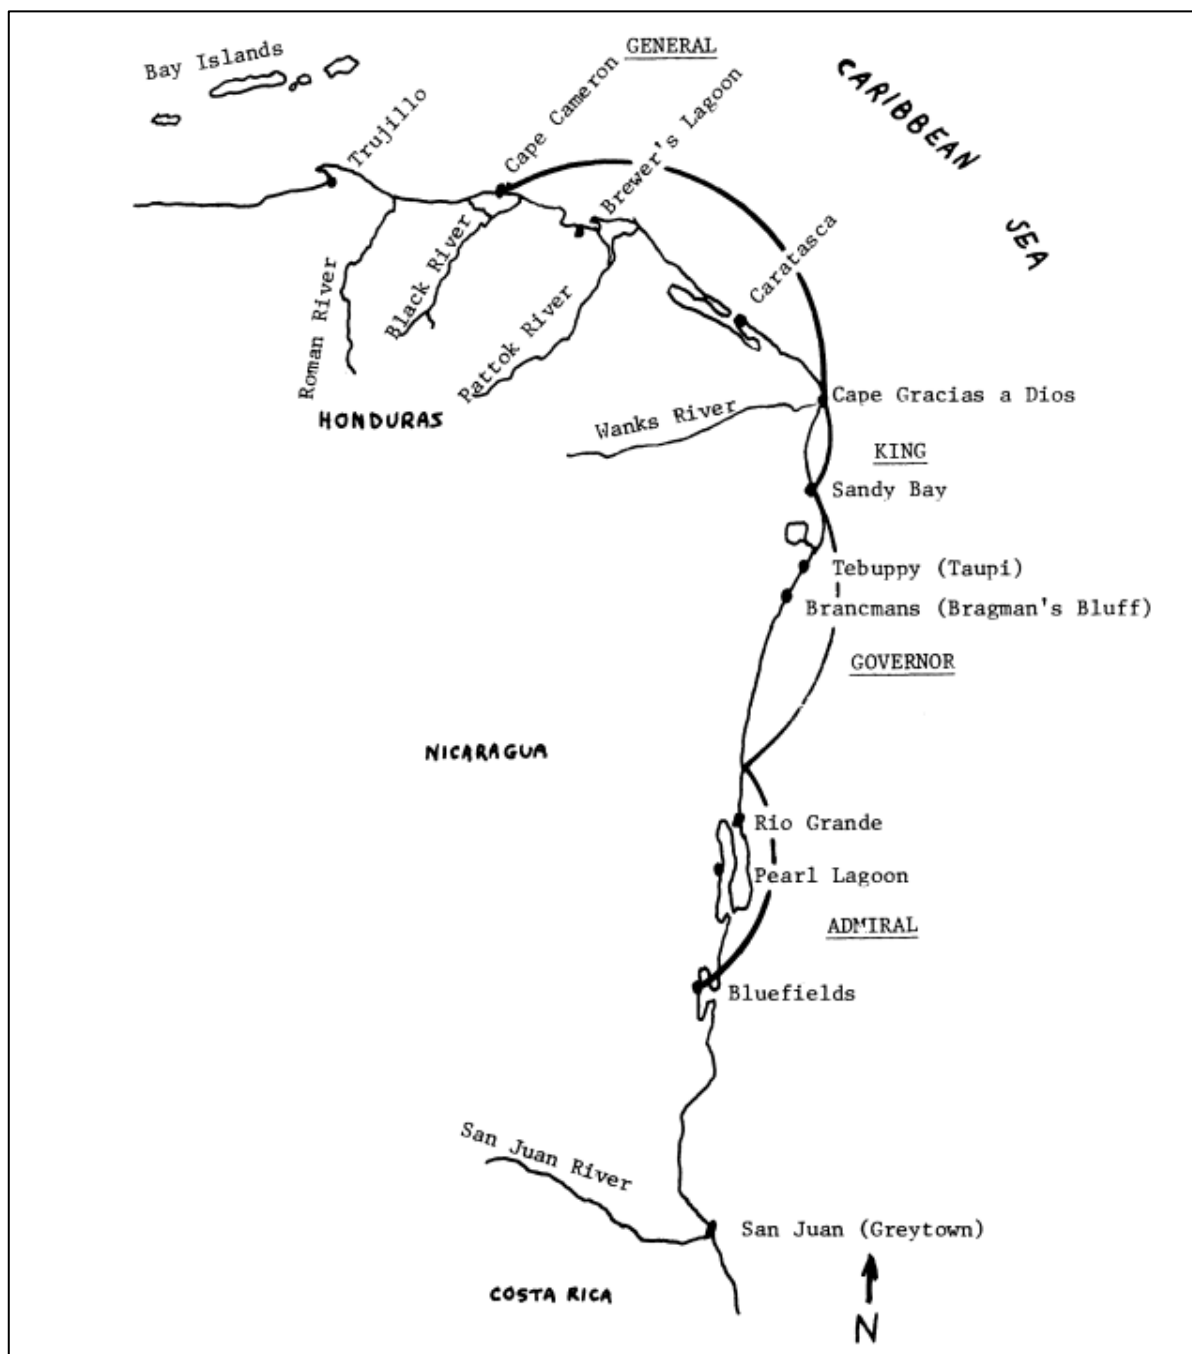 GENERAL
Bay Islands
CARIBBEAN
SEA
Trujillo
Cape Cameron
Brewer's Lagoon
Caratasca
Roman River
Black River
Pattok River
HONDURAS
Wanks River
Cape Gracias a Dios
KING
Sandy Bay
Tebuppy (Taupi)
Brancmans (Bragman's Bluff)
GOVERNOR
NICARAGUA
Rio Grande
Pearl Lagoon
ADMIRAL
Bluefields
San Juan River
San Juan (Greytown)
COSTA RICA
N